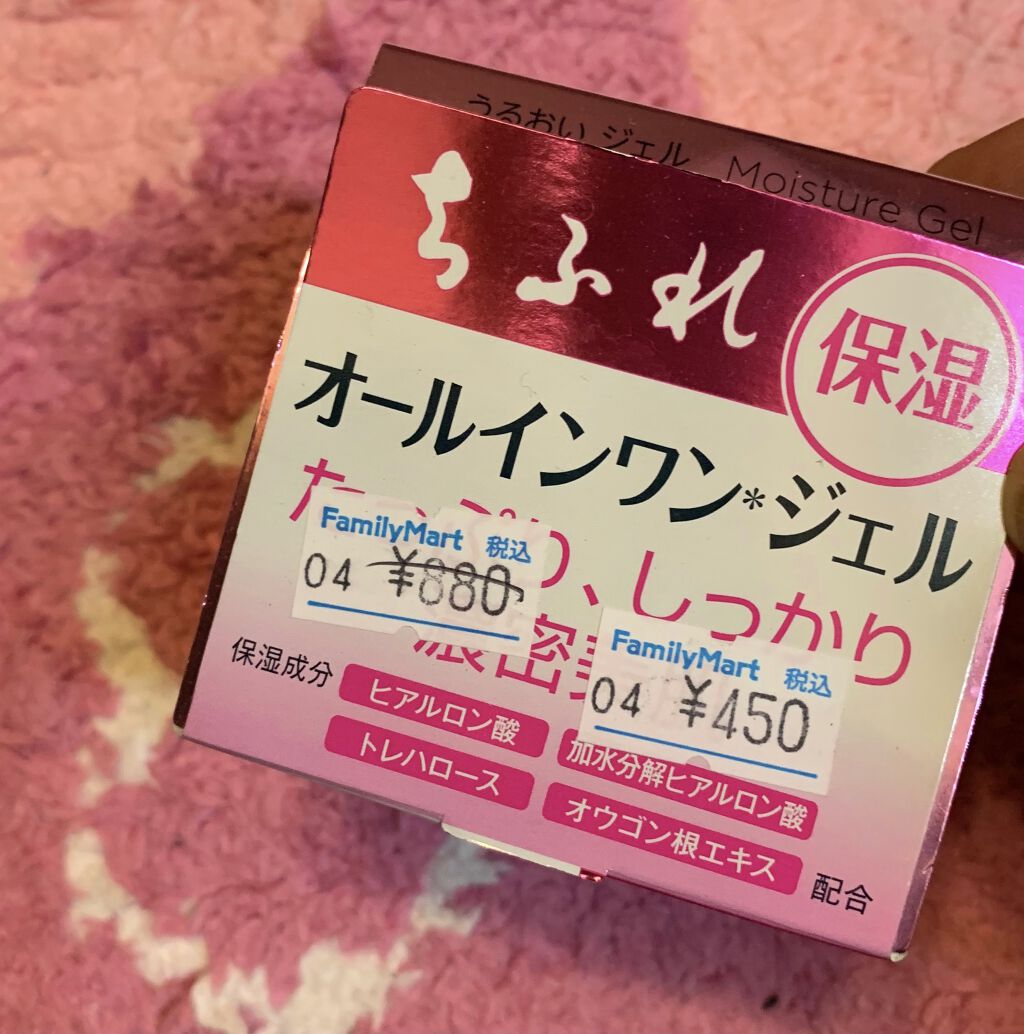 うるおい ジェル Moisture Gel
ちふれ
保湿
オールインワン*ジェル
しっかり
FamilyMart 税込
04 ¥880
FamilyMart 税込
04 ¥450
保湿成分
ヒアルロン酸
加水分解ヒアルロン酸
トレハロース
オウゴン根エキス
配合